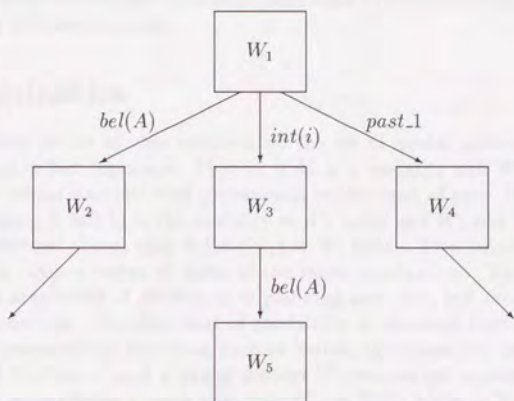 W₁
bel(A)
int(i)
past_1
W₂
W₃
W₄
bel(A)
W₅